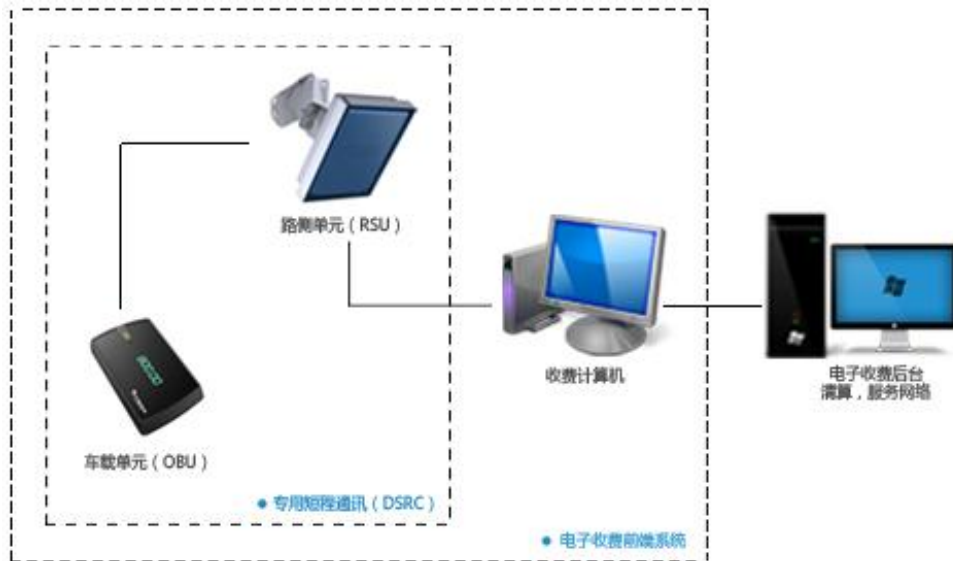 路侧单元（RSU）
收费计算机
电子收费后台
清算，服务网络
车载单元（OBU）
● 专用短程通讯（DSRC）
● 电子收费前端系统